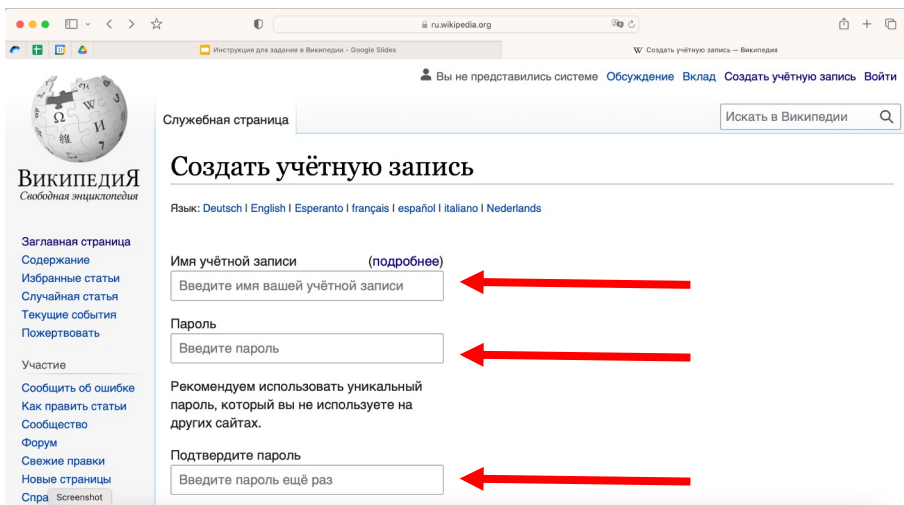 ru.wikipedia.org
Инструкция для задания в Википедии – Google Slides
W Создать учётную запись — Википедия
Вы не представились системе Обсуждение Вклад Создать учётную запись Войти
Служебная страница
Искать в Википедии
ВикипедиЯ
Свободная энциклопедия
Создать учётную запись
Язык: Deutsch | English | Esperanto | français | español | italiano | Nederlands
Заглавная страница
Содержание
Избранные статьи
Случайная статья
Текущие события
Пожертвовать
Участие
Сообщить об ошибке
Как править статьи
Сообщество
Форум
Свежие правки
Новые страницы
Спра
Screenshot
Имя учётной записи (подробнее)
Введите имя вашей учётной записи
Пароль
Введите пароль
Рекомендуем использовать уникальный
пароль, который вы не используете на
других сайтах.
Подтвердите пароль
Введите пароль ещё раз